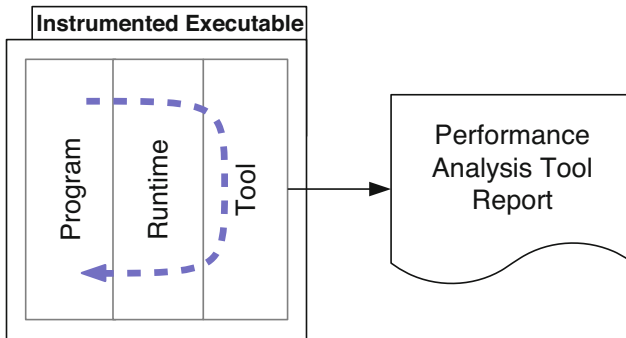 Instrumented Executable
Program
Runtime
Tool
Performance
Analysis Tool
Report